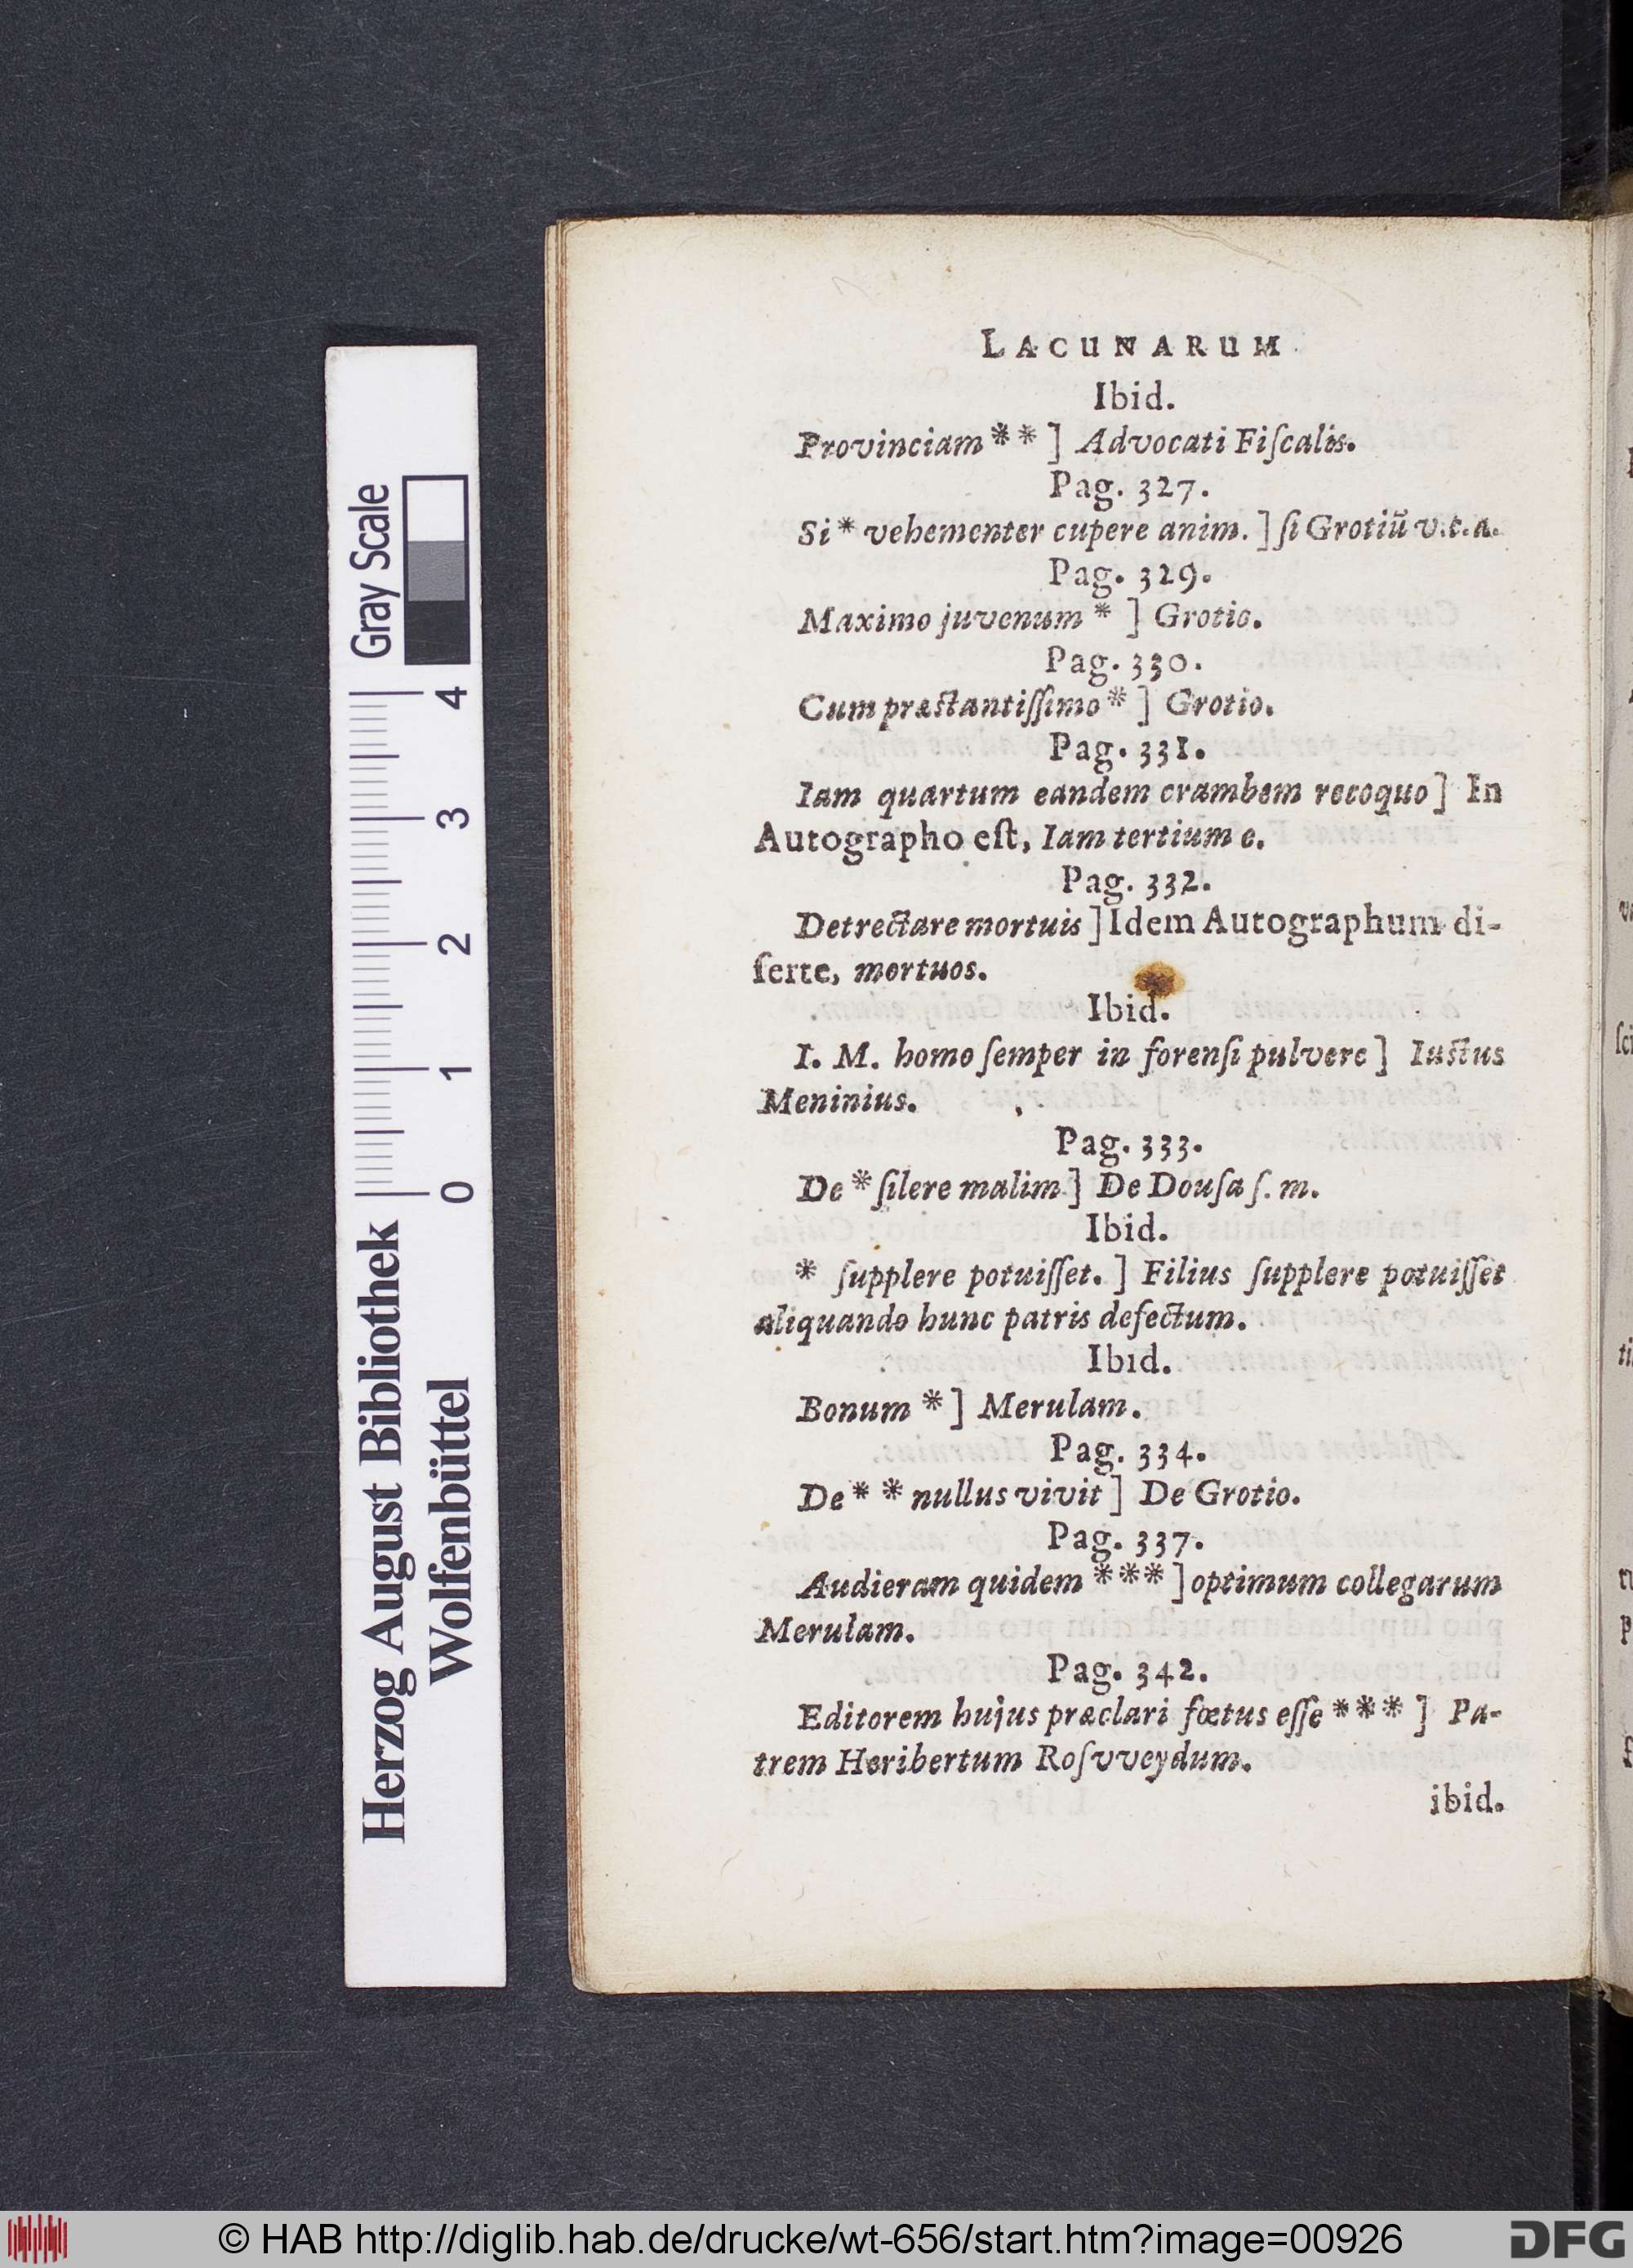 LACUNARUM
Ibid.
Provinciam * * ] Advocati Fiſcalis.
Pag. 327.
Si * vehementer cupere anim. ] ſi Grotiũ v.c.a.
Pag. 329.
Maximo juvenum * ] Grotio.
Pag. 330.
Cum præstantiſſimo * ] Grotio.
Pag. 331.
Iam quartum eandem crambem recoquo ] In
Autographo eſt, Iam tertium e.
Pag. 332.
Detrectare mortuis ] Idem Autographum di-
ſerte, mortuos.
Ibid.
I. M. homo ſemper in forenſi pulvere ] Iustus
Meninius.
Pag. 333.
De * ſilere malim ] De Douſa ſ. m.
Ibid.
* ſupplere potuiſſet. ] Filius ſupplere potuiſſet
aliquando hunc patris defectum.
Ibid.
Bonum * ] Merulam.
Pag. 334.
De * * nullus vivit ] De Grotio.
Pag. 337.
Audieram quidem * * * ] optimum collegarum
Merulam.
Pag. 342.
Editorem hujus præclari fœtus eſſe * * * ] Pa-
trem Heribertum Roſvveydum.
ibid.
Gray Scale
4
3
2
1
0
Herzog August Bibliothek
Wolfenbüttel
© HAB http://diglib.hab.de/drucke/wt-656/start.htm?image=00926
DFG